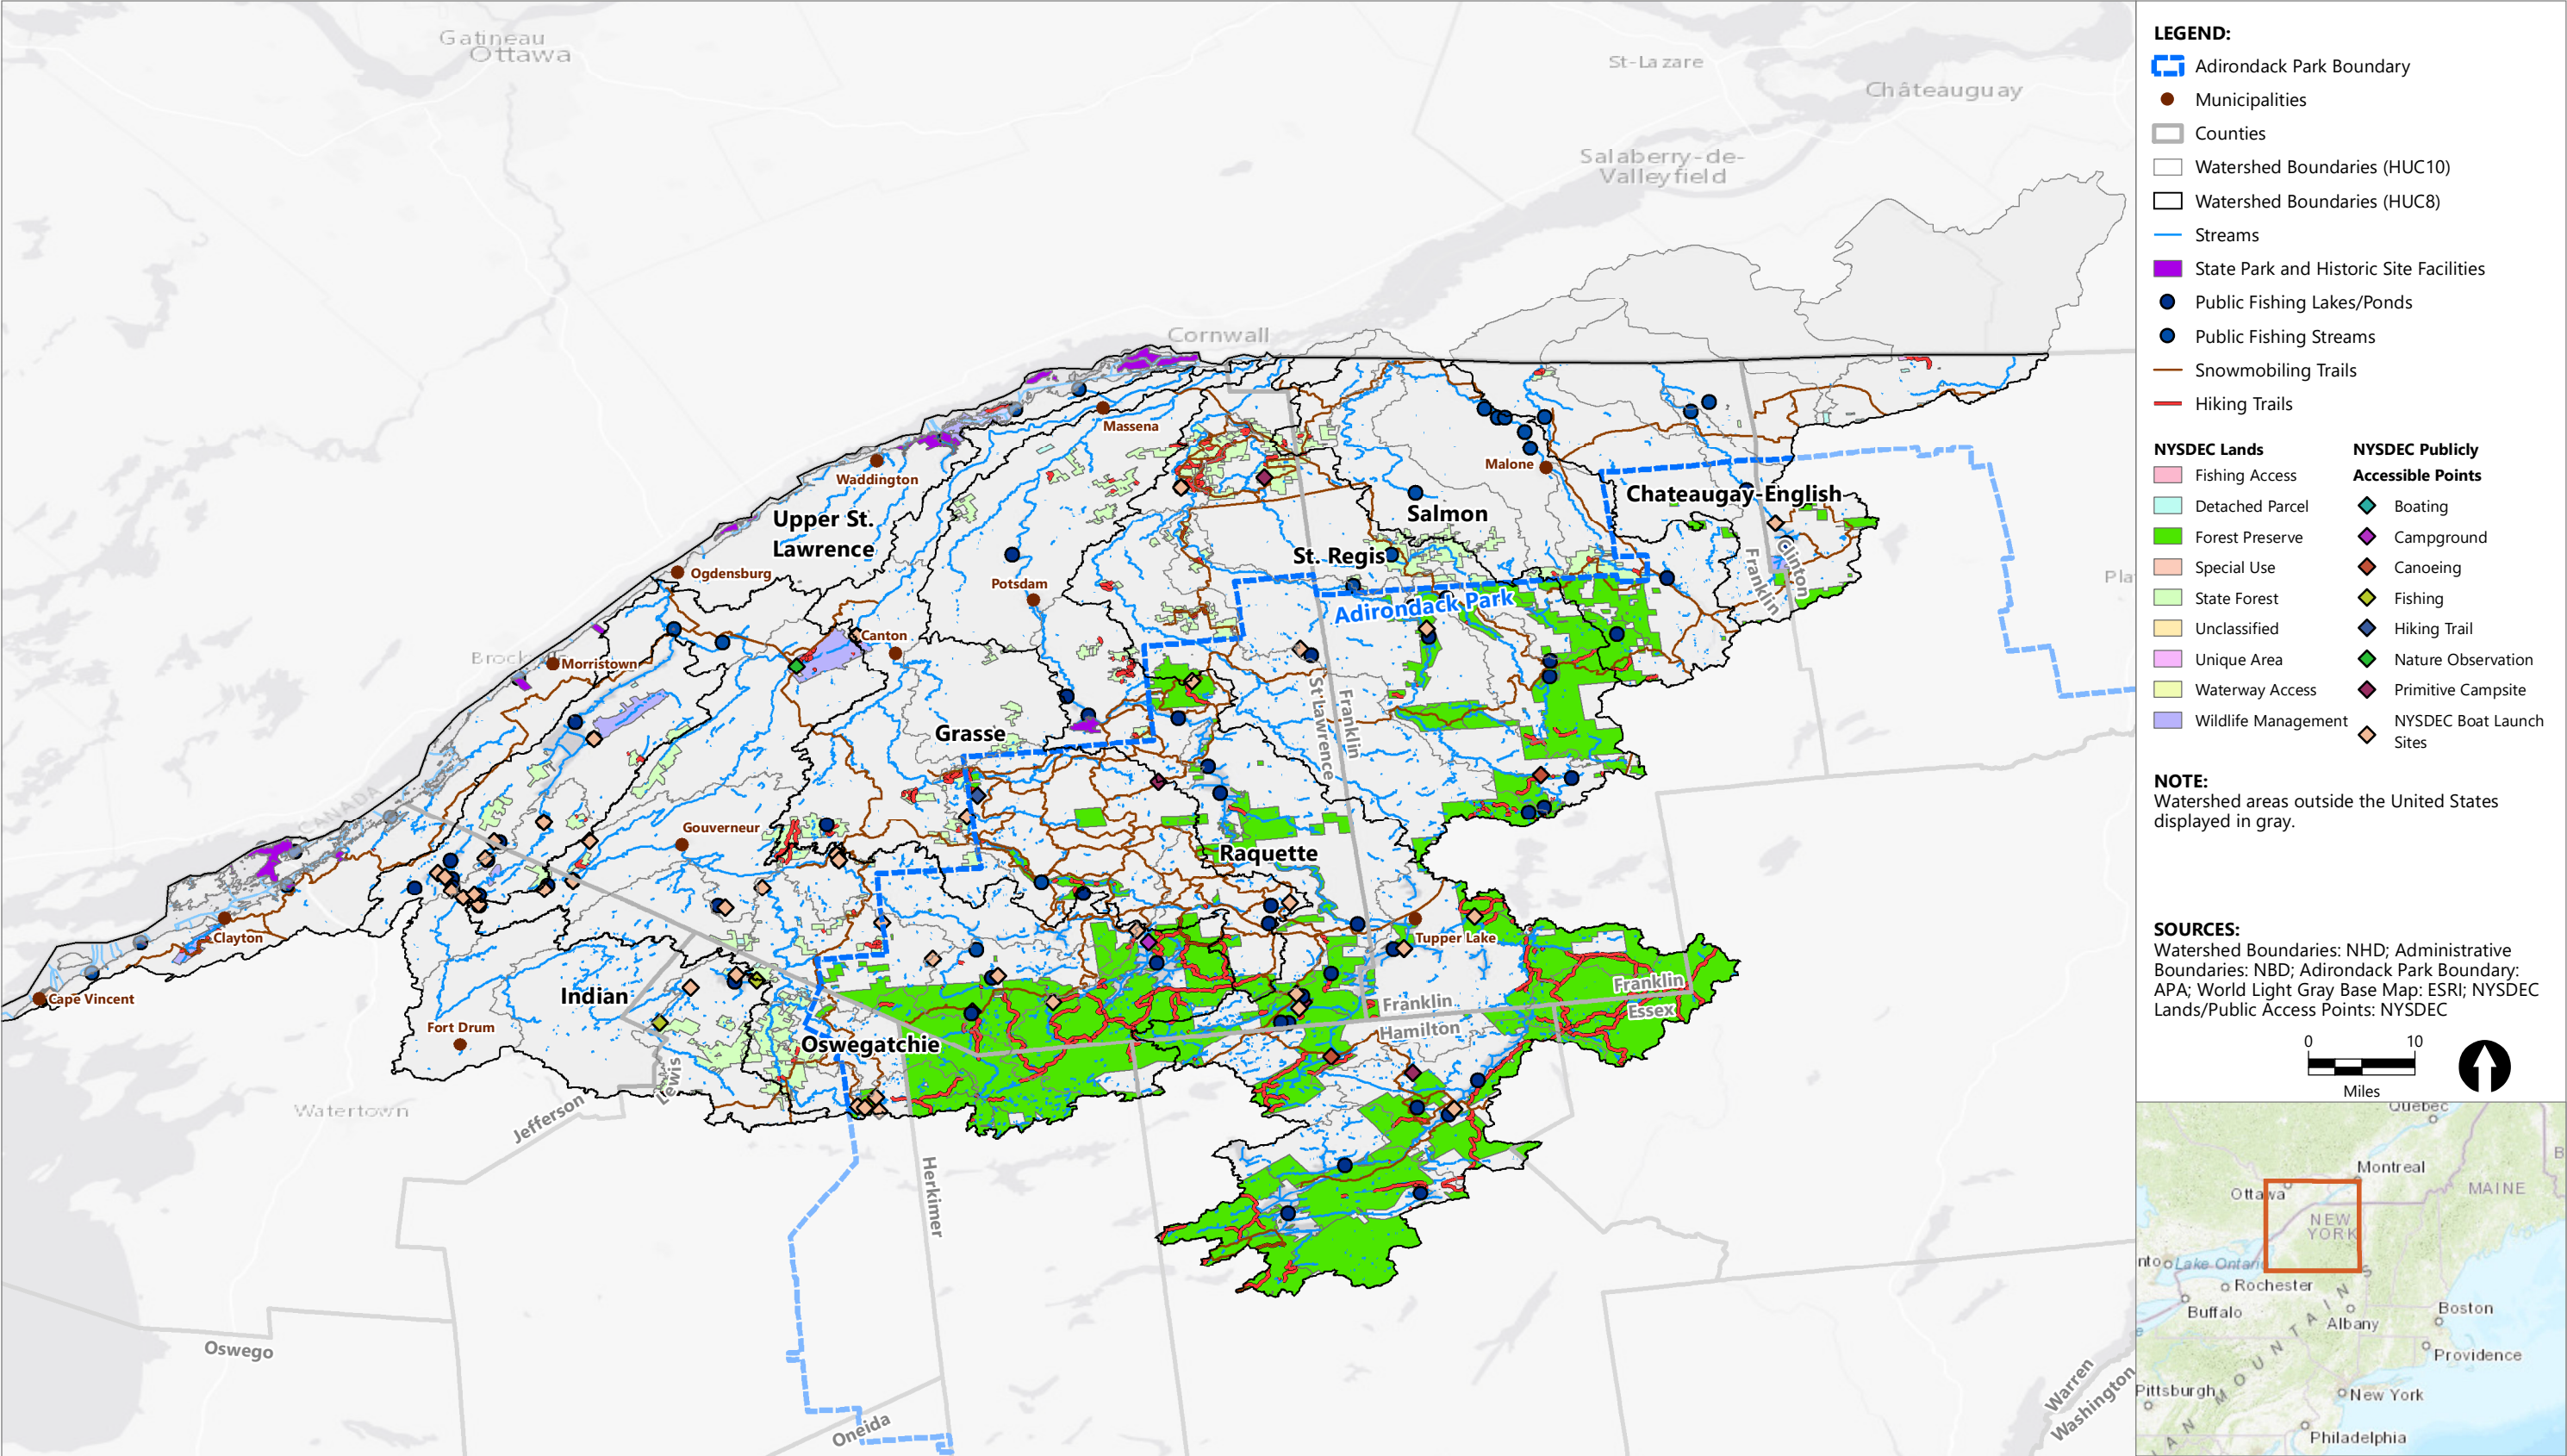 Gatineau
Ottawa
St-Lazare
Châteauguay
Salaberry-de-
Valleyfield
Cornwall
Massena
Waddington
Malone
Chateaugay-English
Upper St.
Lawrence
Salmon
St. Regis
Clinton
Franklin
Ogdensburg
Potsdam
Adirondack Park
Canton
Morristown
St Lawrence
Franklin
Grasse
CANADA
Gouverneur
Raquette
Clayton
Tupper Lake
Cape Vincent
Indian
Franklin
Franklin
Essex
Hamilton
Fort Drum
Oswegatchie
Lewis
Jefferson
Watertown
Herkimer
Oswego
Oneida
Warren
Washington
LEGEND:
Adirondack Park Boundary
Municipalities
Counties
Watershed Boundaries (HUC10)
Watershed Boundaries (HUC8)
Streams
State Park and Historic Site Facilities
Public Fishing Lakes/Ponds
Public Fishing Streams
Snowmobiling Trails
Hiking Trails
NYSDEC Lands
Fishing Access
Detached Parcel
Forest Preserve
Special Use
State Forest
Unclassified
Unique Area
Waterway Access
Wildlife Management
NYSDEC Publicly
Accessible Points
Boating
Campground
Canoeing
Fishing
Hiking Trail
Nature Observation
Primitive Campsite
NYSDEC Boat Launch
Sites
NOTE:
Watershed areas outside the United States
displayed in gray.
SOURCES:
Watershed Boundaries: NHD; Administrative
Boundaries: NBD; Adirondack Park Boundary:
APA; World Light Gray Base Map: ESRI; NYSDEC
Lands/Public Access Points: NYSDEC
0 10
Miles
Quebec
Montreal
Ottawa
MAINE
NEW
YORK
Lake Ontari
Rochester
Buffalo
Boston
Albany
Providence
Pittsburgh
New York
Philadelphia
MOUNTAINS